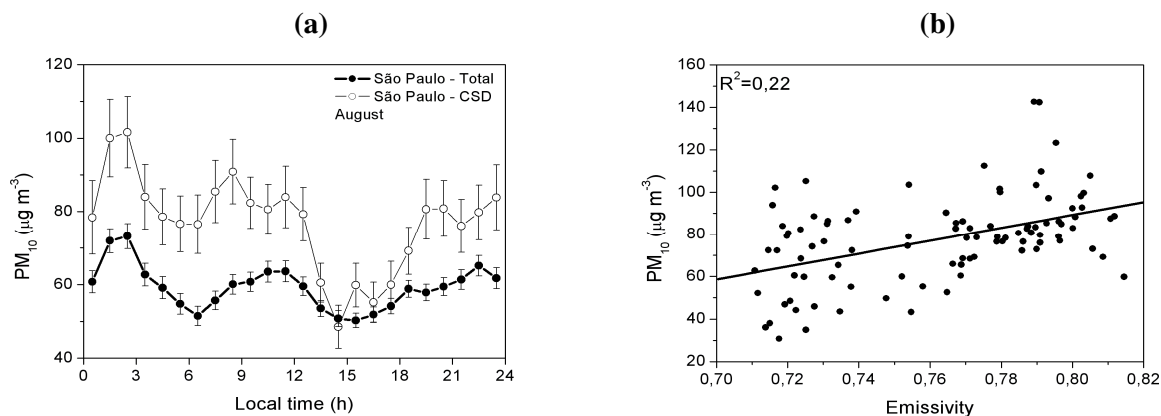 (a)
120
100
80
60
40
PM10 (μg m-3)
São Paulo - Total
São Paulo - CSD
August
0 3 6 9 12 15 18 21 24
Local time (h)
(b)
160
140
120
100
80
60
40
20
PM10 (μg m-3)
R2=0,22
0,70 0,72 0,74 0,76 0,78 0,80 0,82
Emissivity